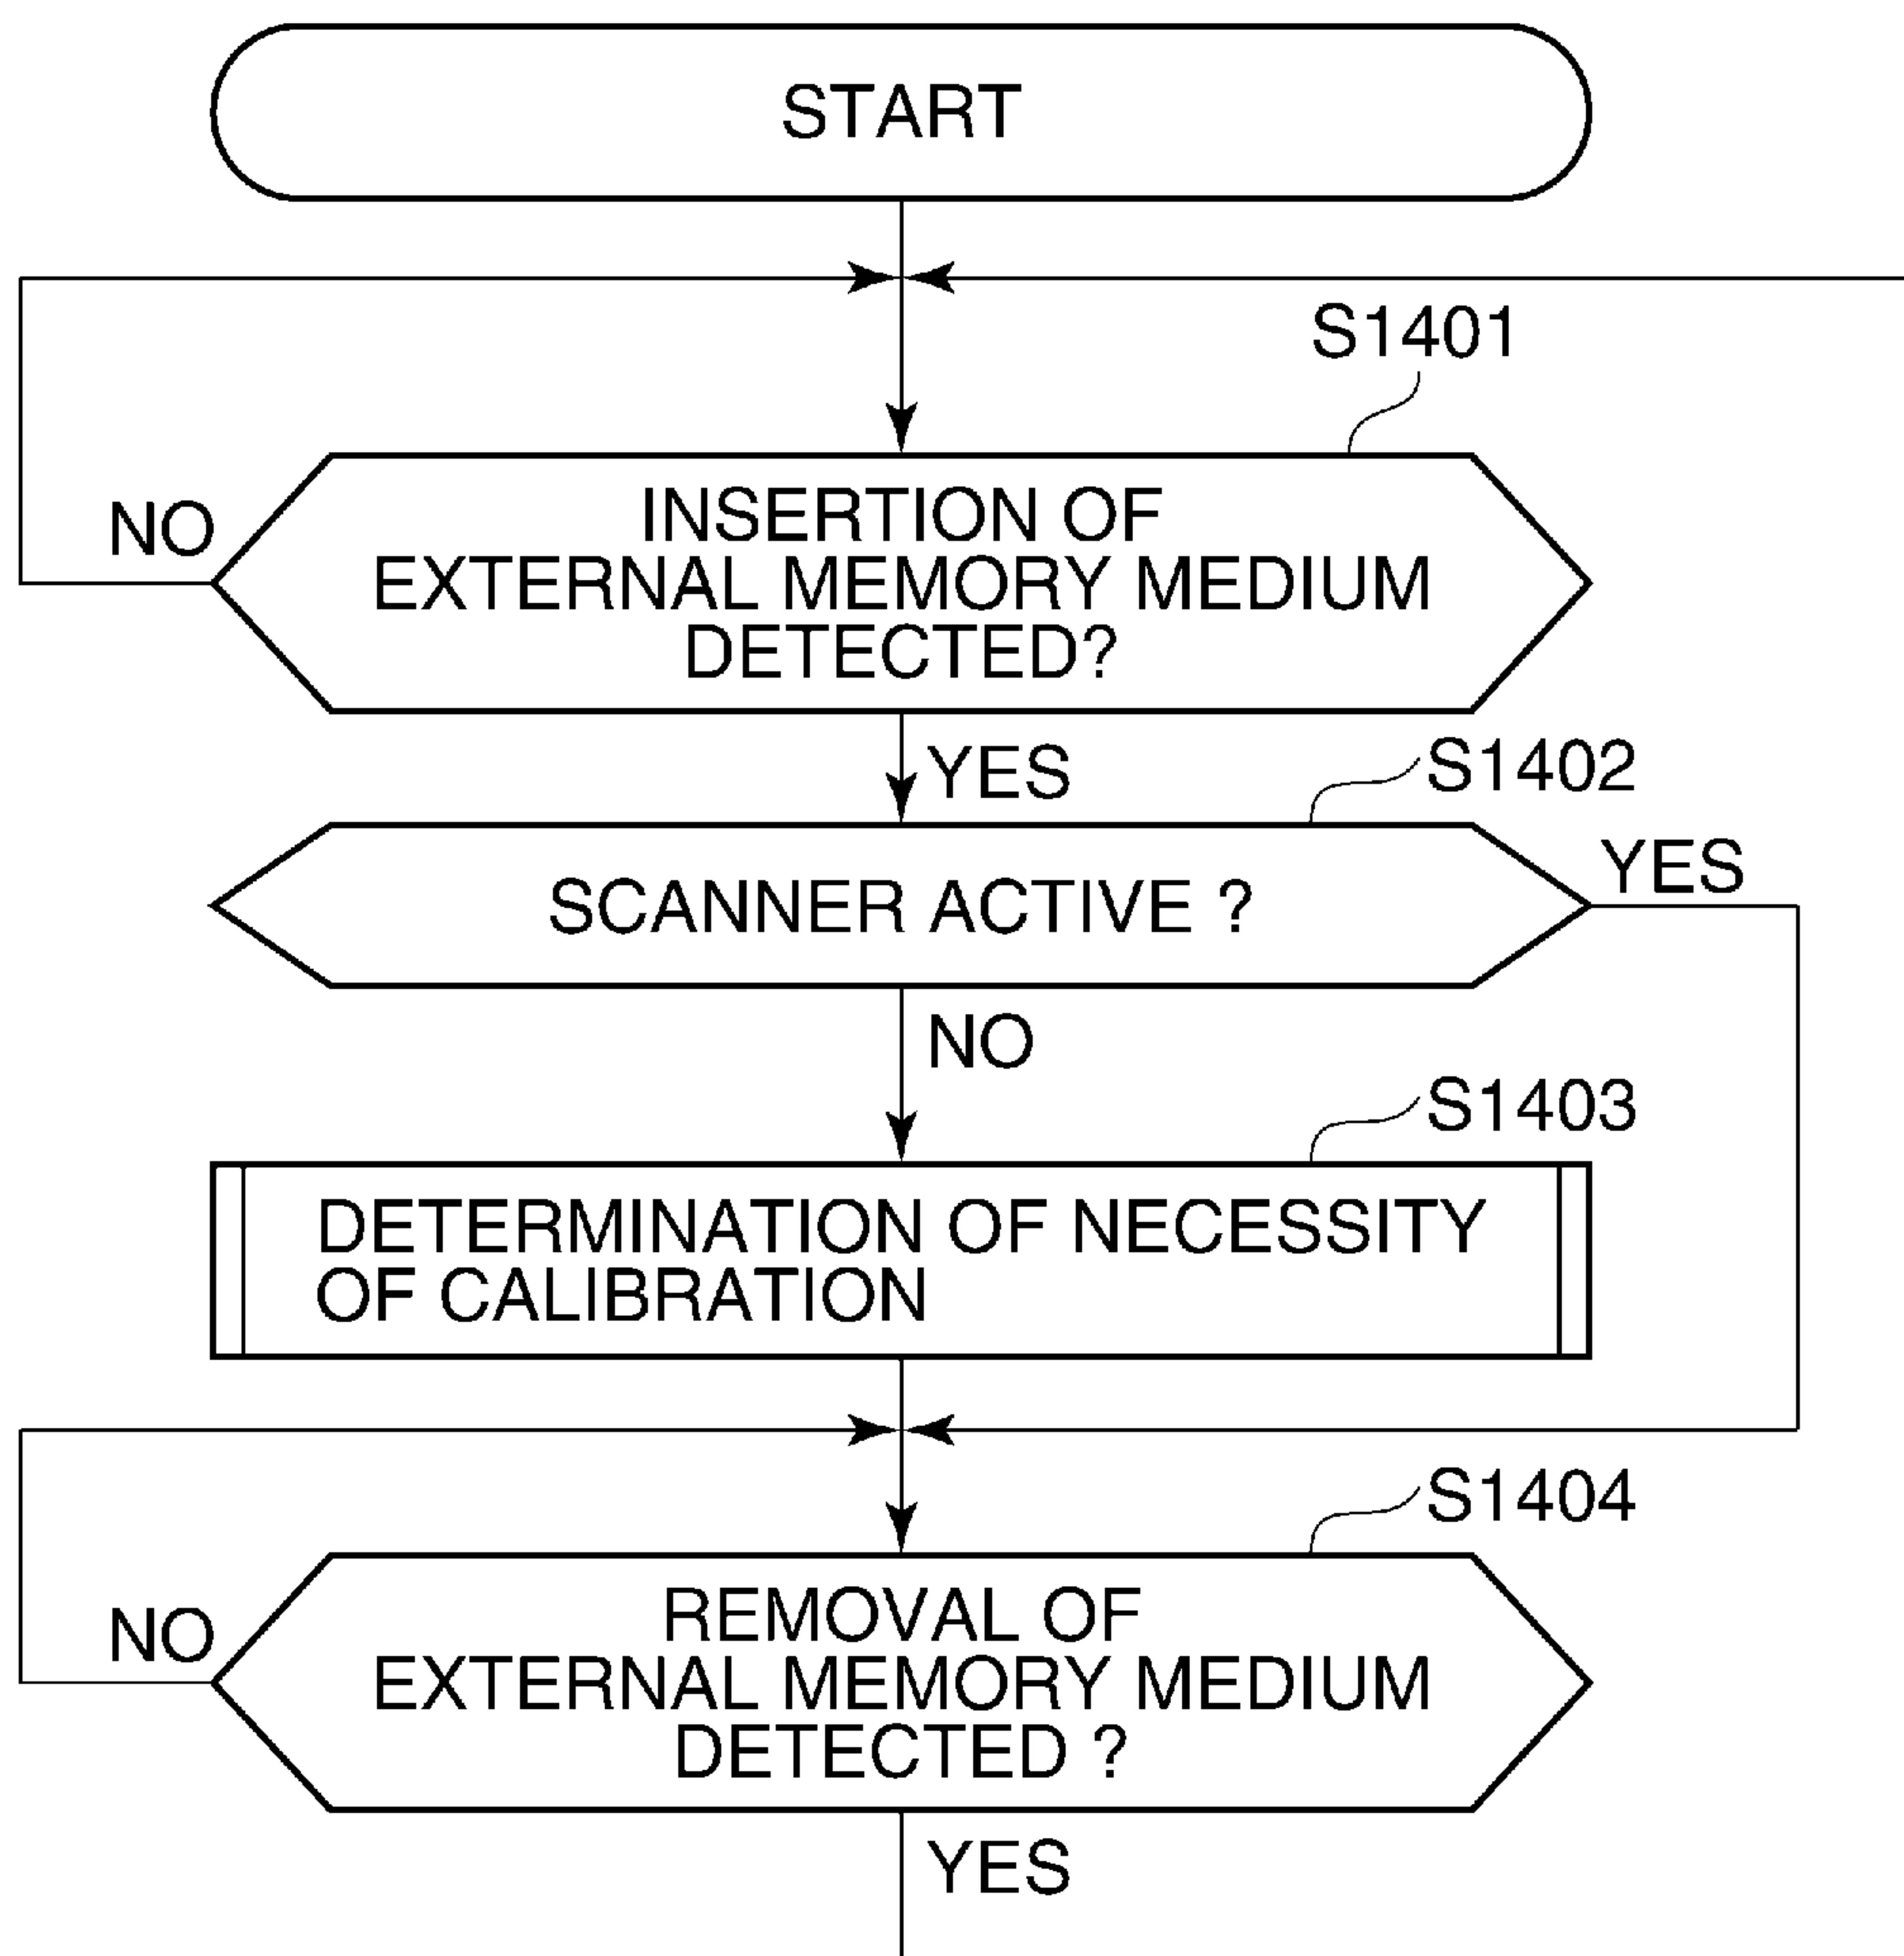 START
S1401
NO
INSERTION OF
EXTERNAL MEMORY MEDIUM
DETECTED?
YES
S1402
YES
SCANNER ACTIVE ?
NO
S1403
DETERMINATION OF NECESSITY
OF CALIBRATION
S1404
NO
REMOVAL OF
EXTERNAL MEMORY MEDIUM
DETECTED ?
YES